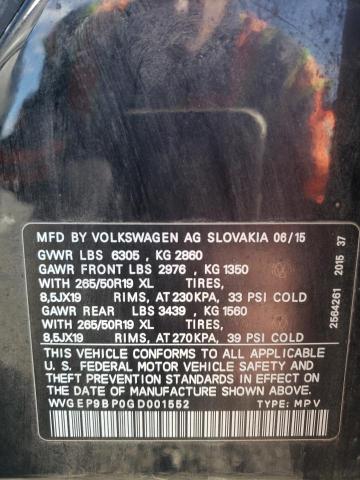 MFD BY VOLKSWAGEN AG SLOVAKIA 06/15
GVWR LBS 6305 , KG 2860
GAWR FRONT LBS 2976 , KG 1350
WITH 265/50R19 XL TIRES,
8,5JX19 RIMS, AT 230 KPA, 33 PSI COLD
GAWR REAR LBS 3439 , KG 1560
WITH 265/50R19 XL TIRES,
8,5JX19 RIMS, AT 270 KPA, 39 PSI COLD
THIS VEHICLE CONFORMS TO ALL APPLICABLE
U. S. FEDERAL MOTOR VEHICLE SAFETY AND
THEFT PREVENTION STANDARDS IN EFFECT ON
THE DATE OF MANUFACTURE SHOWN ABOVE.
WVGEP9BP0GD001552 TYPE: MPV
2564261 2015 37